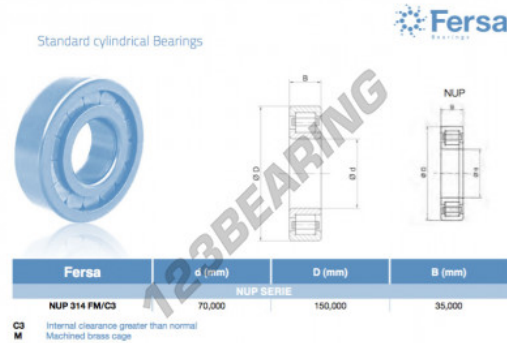 Fersa
Bearings
Standard cylindrical Bearings
B
NUP
B
Ø D
Ø d
Ø D
Ø d
123BEARING
Fersa d (mm) D (mm) B (mm)
NUP SERIE
NUP 314 FM/C3 70,000 150,000 35,000
C3 Internal clearance greater than normal
M Machined brass cage